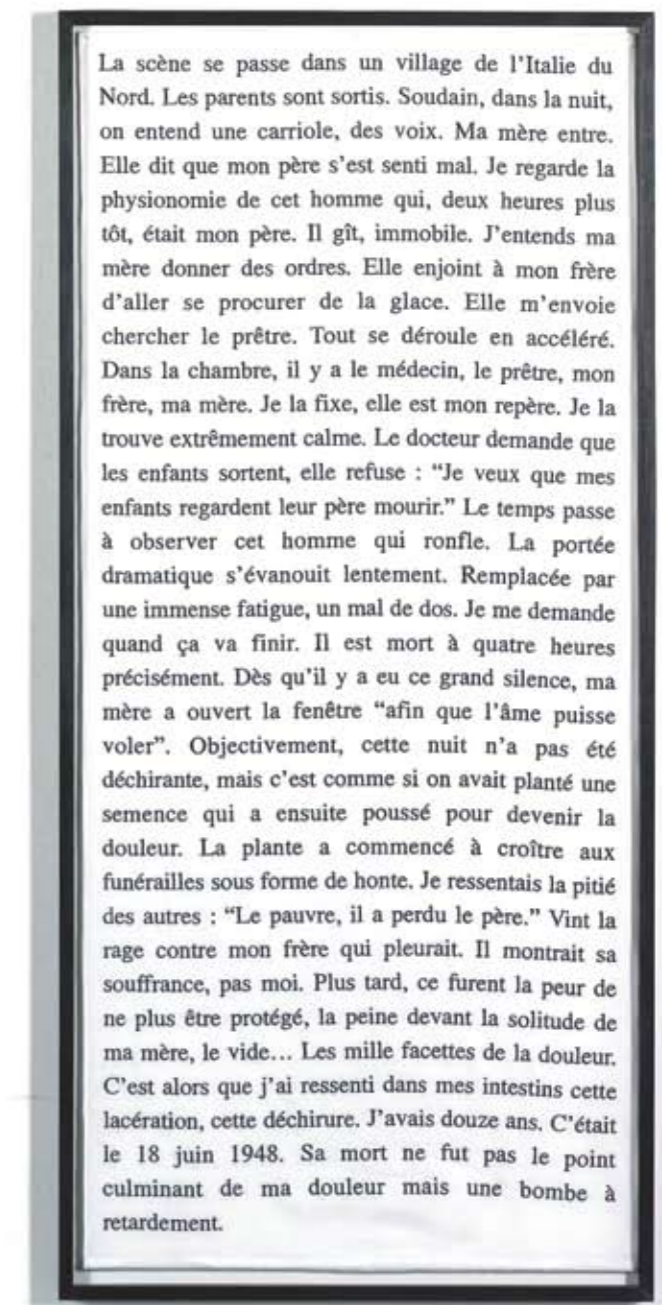 La scène se passe dans un village de l'Italie du
Nord. Les parents sont sortis. Soudain, dans la nuit,
on entend une carriole, des voix. Ma mère entre.
Elle dit que mon père s'est senti mal. Je regarde la
physionomie de cet homme qui, deux heures plus
tôt, était mon père. Il gît, immobile. J'entends ma
mère donner des ordres. Elle enjoint à mon frère
d'aller se procurer de la glace. Elle m'envoie
chercher le prêtre. Tout se déroule en accéléré.
Dans la chambre, il y a le médecin, le prêtre, mon
frère, ma mère. Je la fixe, elle est mon repère. Je la
trouve extrêmement calme. Le docteur demande que
les enfants sortent, elle refuse : “Je veux que mes
enfants regardent leur père mourir.” Le temps passe
à observer cet homme qui ronfle. La portée
dramatique s'évanouit lentement. Remplacée par
une immense fatigue, un mal de dos. Je me demande
quand ça va finir. Il est mort à quatre heures
précisément. Dès qu'il y a eu ce grand silence, ma
mère a ouvert la fenêtre “afin que l'âme puisse
voler”. Objectivement, cette nuit n'a pas été
déchirante, mais c'est comme si on avait planté une
semence qui a ensuite poussé pour devenir la
douleur. La plante a commencé à croître aux
funérailles sous forme de honte. Je ressentais la pitié
des autres : “Le pauvre, il a perdu le père.” Vint la
rage contre mon frère qui pleurait. Il montrait sa
souffrance, pas moi. Plus tard, ce furent la peur de
ne plus être protégé, la peine devant la solitude de
ma mère, le vide… Les mille facettes de la douleur.
C'est alors que j'ai ressenti dans mes intestins cette
lacération, cette déchirure. J'avais douze ans. C'était
le 18 juin 1948. Sa mort ne fut pas le point
culminant de ma douleur mais une bombe à
retardement.